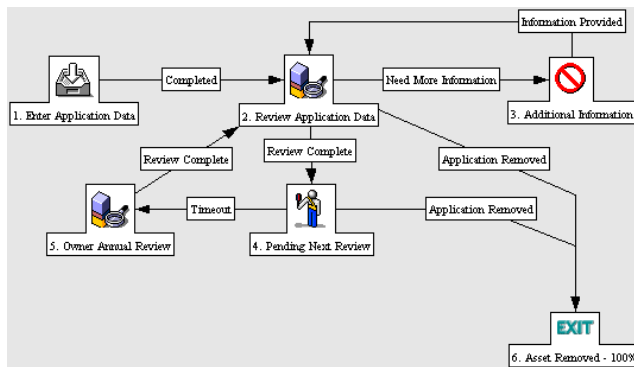 Information Provided
Completed
Need More Information
1. Enter Application Data
2. Review Application Data
3. Additional Information
Review Complete
Review Complete
Application Removed
Timeout
Application Removed
5. Owner Annual Review
4. Pending Next Review
EXIT
6. Asset Removed - 100%